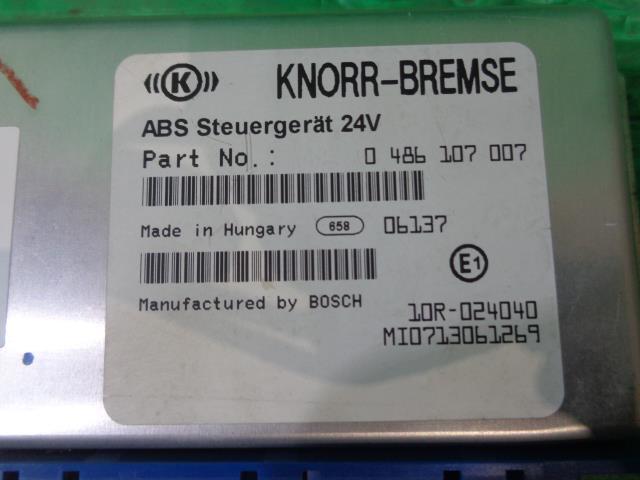 ((K)) KNORR-BREMSE
ABS Steuergerät 24V
Part No.: 0 486 107 007
Made in Hungary 658 06137
E1
Manufactured by BOSCH 10R-024040
MI0713061269